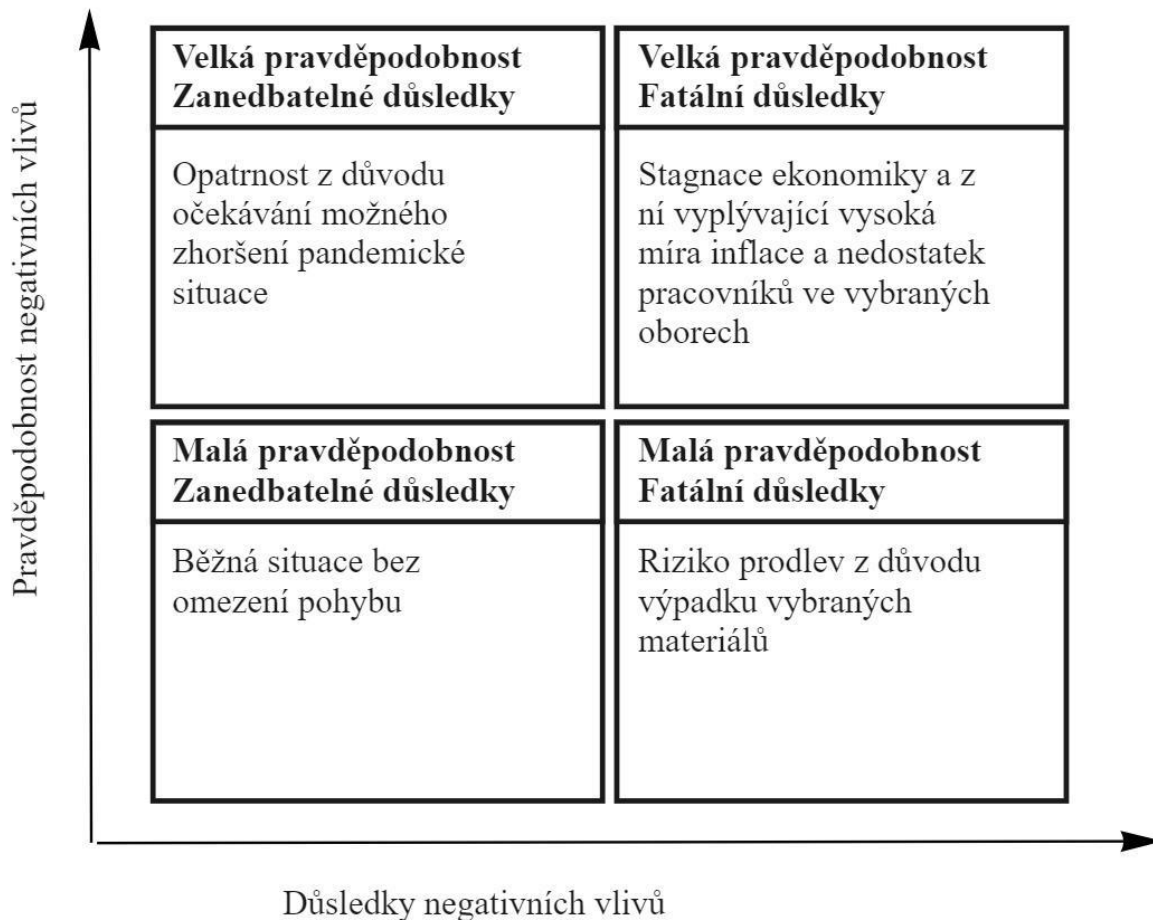 Pravděpodobnost negativních vlivů
Velká pravděpodobnost
Zanedbatelné důsledky
Opatrnost z důvodu
očekávání možného
zhoršení pandemické
situace
Velká pravděpodobnost
Fatální důsledky
Stagnace ekonomiky a z
ní vyplývající vysoká
míra inflace a nedostatek
pracovníků ve vybraných
oborech
Malá pravděpodobnost
Zanedbatelné důsledky
Běžná situace bez
omezení pohybu
Malá pravděpodobnost
Fatální důsledky
Riziko prodlev z důvodu
výpadku vybraných
materiálů
Důsledky negativních vlivů